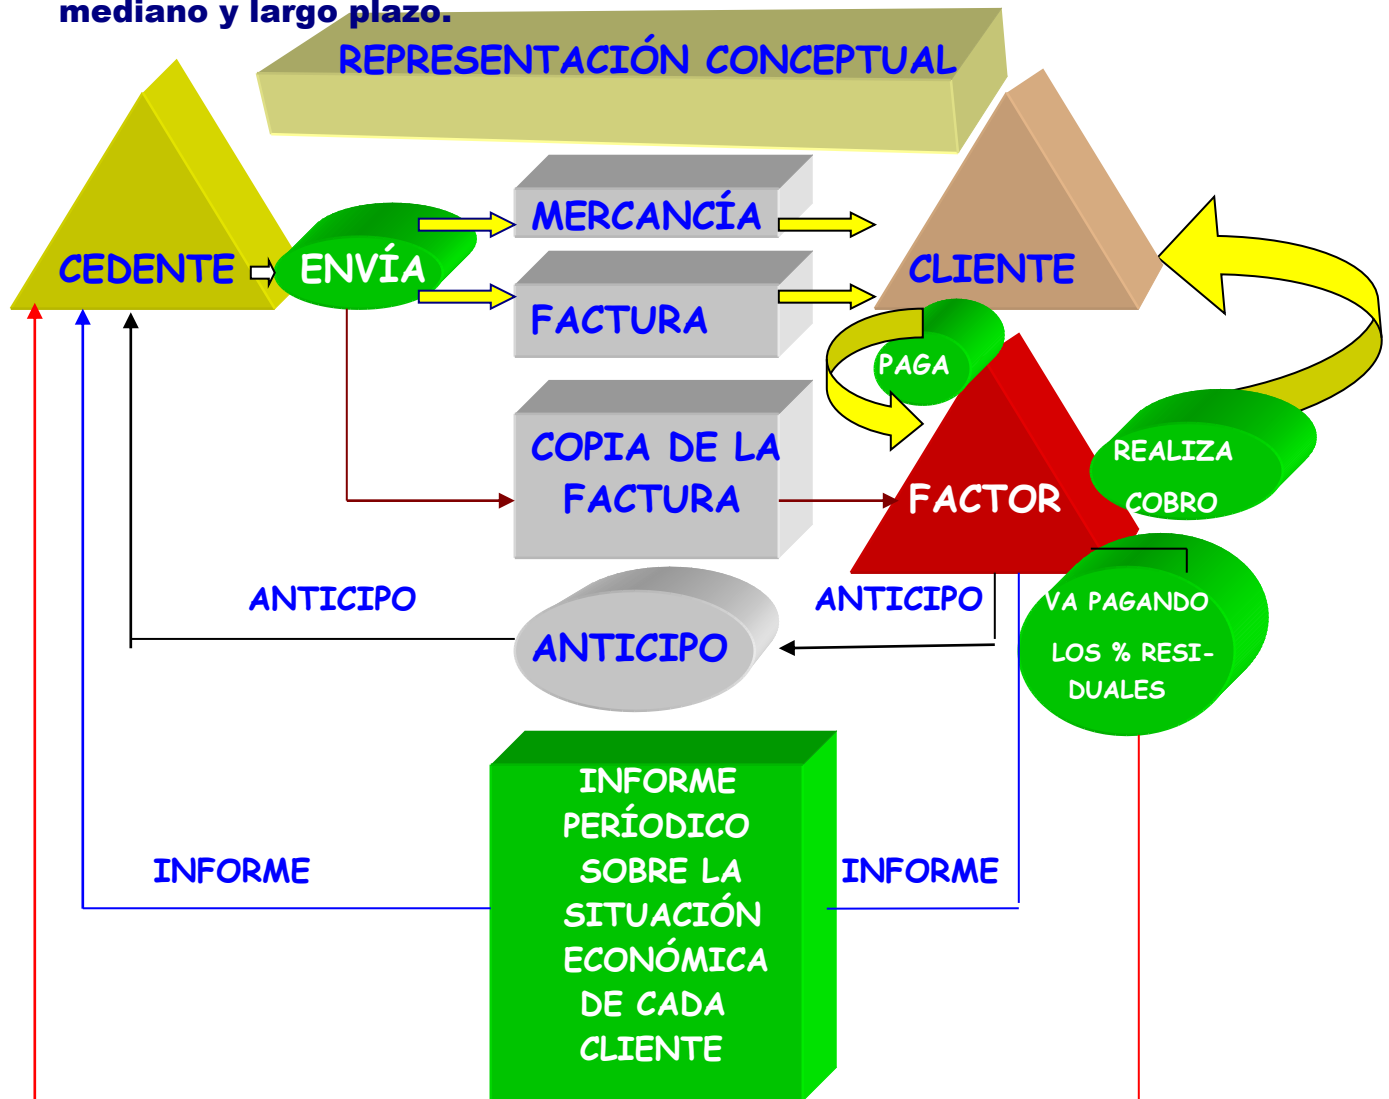 mediano y largo plazo.
REPRESENTACIÓN CONCEPTUAL
CEDENTE
ENVÍA
MERCANCÍA
FACTURA
CLIENTE
PAGA
COPIA DE LA
FACTURA
FACTOR
REALIZA
COBRO
ANTICIPO
ANTICIPO
ANTICIPO
VA PAGANDO
LOS % RESI-
DUALES
INFORME
INFORME
PERÍODICO
SOBRE LA
SITUACIÓN
ECONÓMICA
DE CADA
CLIENTE
INFORME